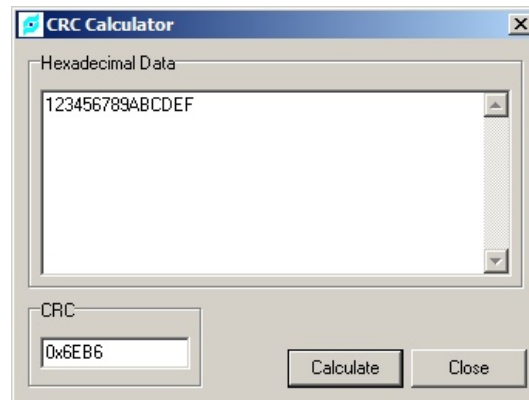 CRC Calculator
Hexadecimal Data
123456789ABCDEF
CRC
0x6EB6
Calculate
Close